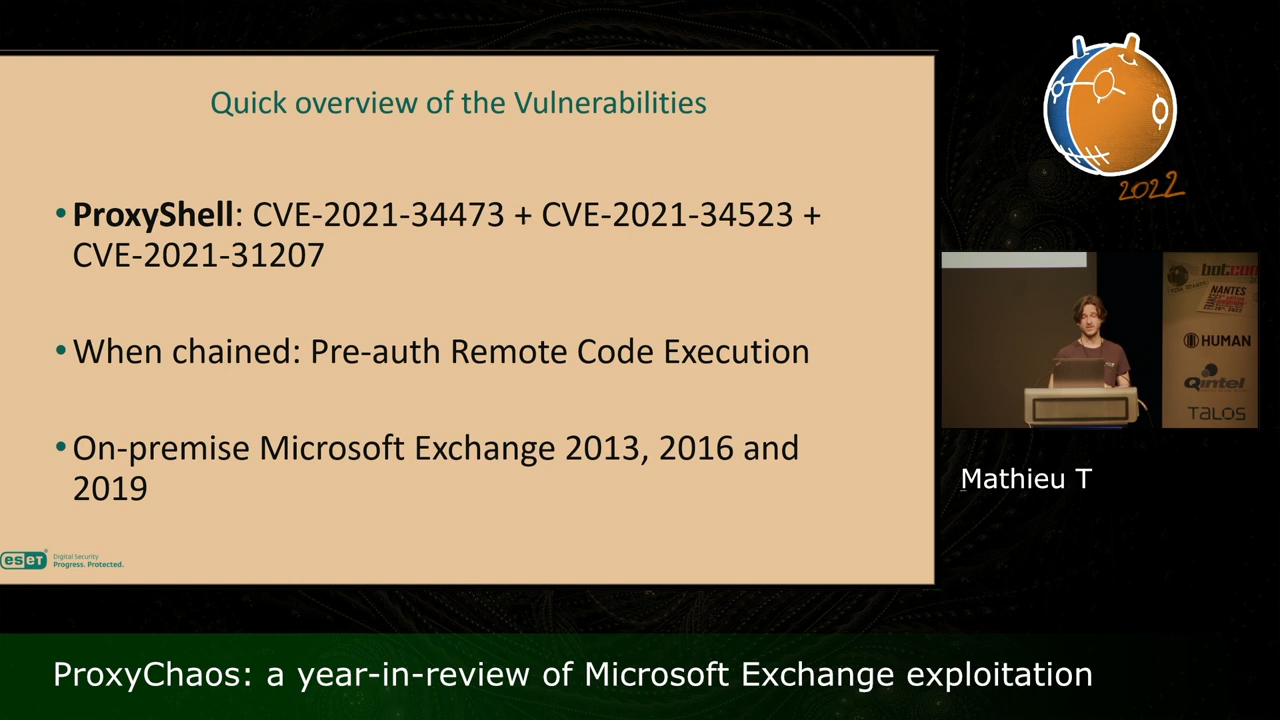 Quick overview of the Vulnerabilities
• ProxyShell: CVE-2021-34473 + CVE-2021-34523 +
CVE-2021-31207
• When chained: Pre-auth Remote Code Execution
• On-premise Microsoft Exchange 2013, 2016 and
2019
eseT
Digital Security
Progress. Protected.
2022
NANTES
HUMAN
Qintel
TALOS
Mathieu T
ProxyChaos: a year-in-review of Microsoft Exchange exploitation